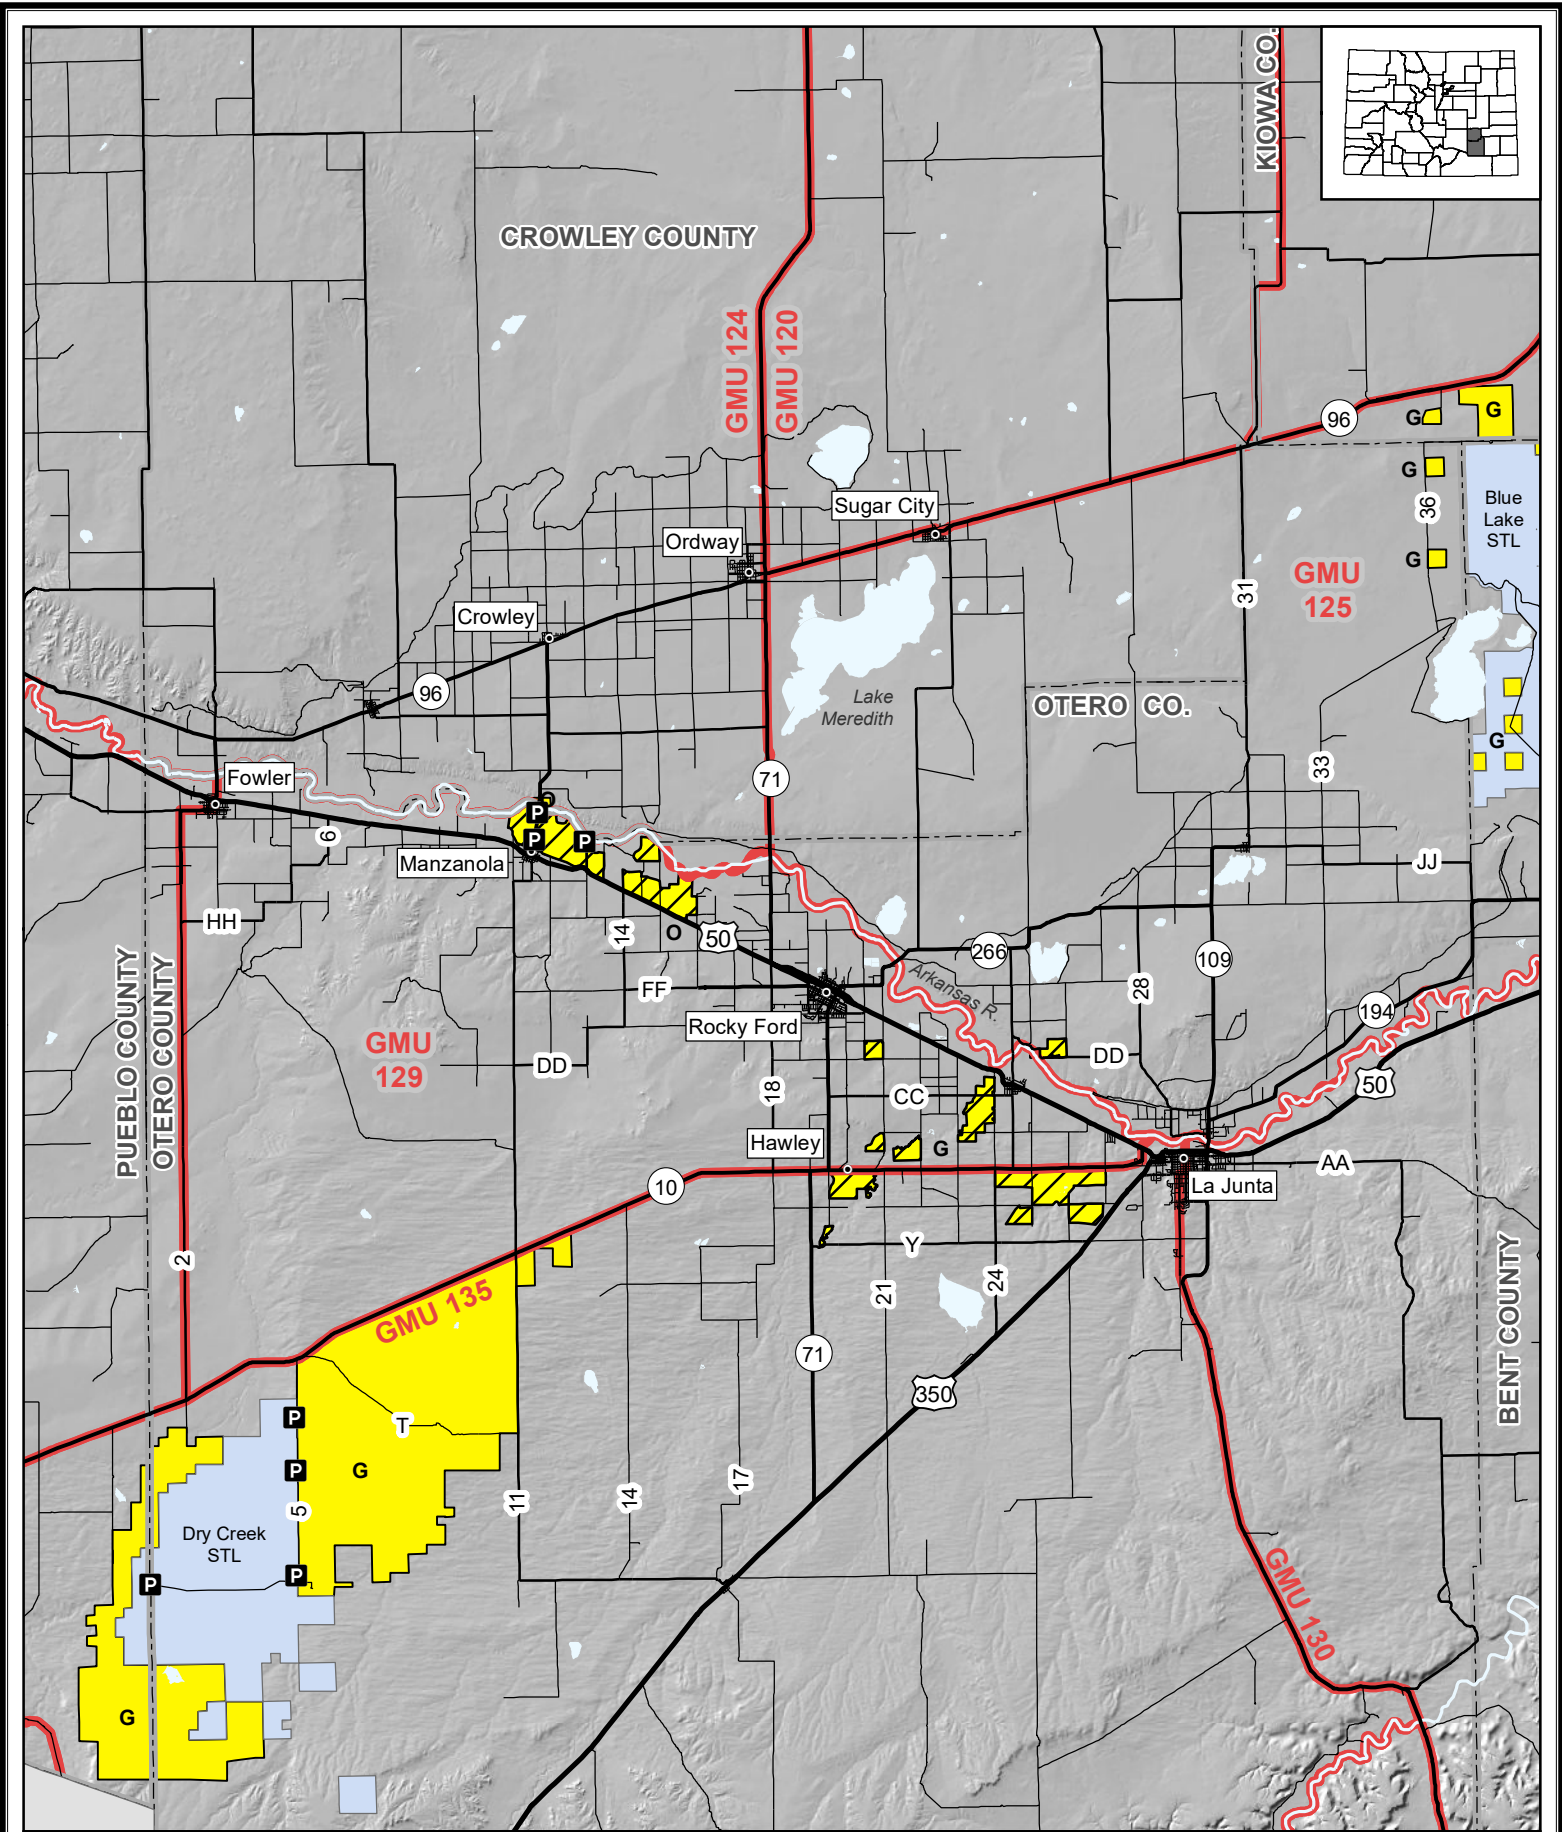 KIOWA CO.
CROWLEY COUNTY
GMU 124
GMU 120
96
G
G
Sugar City
G
36
Blue
Lake
STL
Ordway
G
GMU
125
31
Crowley
96
Lake
Meredith
OTERO CO.
G
33
71
Fowler
O
P
6
P
P
Manzanola
JJ
HH
14
O
50
266
109
PUEBLO COUNTY
OTERO COUNTY
FF
28
Arkansas R.
194
Rocky Ford
GMU
129
DD
DD
50
18
CC
Hawley
G
AA
10
La Junta
2
Y
21
24
BENT COUNTY
GMU 135
71
350
P
T
P
G
17
14
11
5
Dry Creek
STL
P
P
GMU 130
G